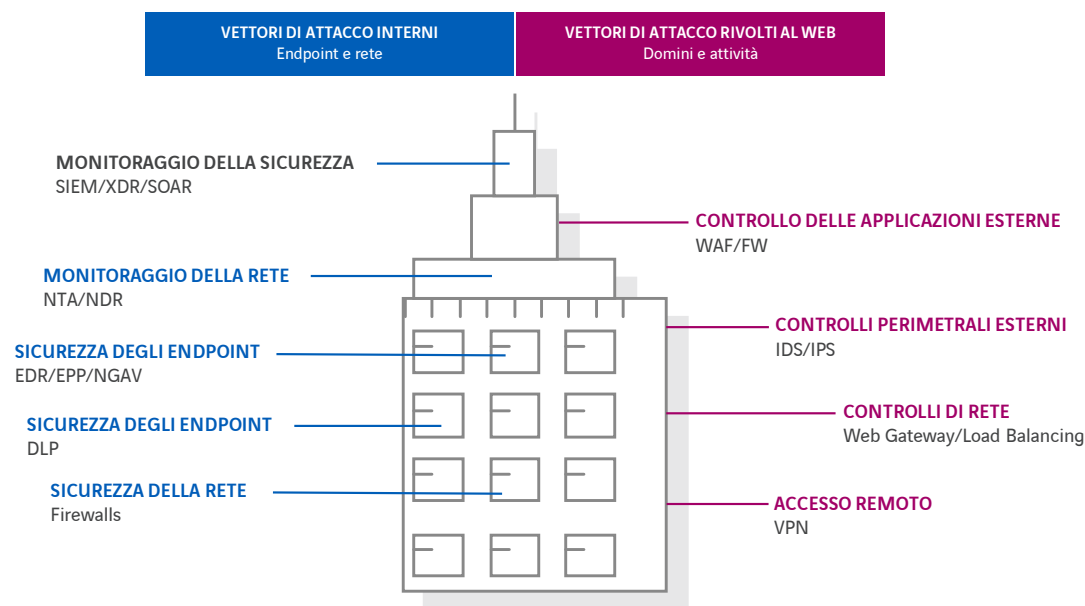 VETTORI DI ATTACCO INTERNI
Endpoint e rete
VETTORI DI ATTACCO RIVOLTI AL WEB
Domini e attività
MONITORAGGIO DELLA SICUREZZA
SIEM/XDR/SOAR
CONTROLLO DELLE APPLICAZIONI ESTERNE
WAF/FW
MONITORAGGIO DELLA RETE
NTA/NDR
CONTROLLI PERIMETRALI ESTERNI
IDS/IPS
SICUREZZA DEGLI ENDPOINT
EDR/EPP/NGAV
CONTROLLI DI RETE
Web Gateway/Load Balancing
SICUREZZA DEGLI ENDPOINT
DLP
SICUREZZA DELLA RETE
Firewalls
ACCESSO REMOTO
VPN